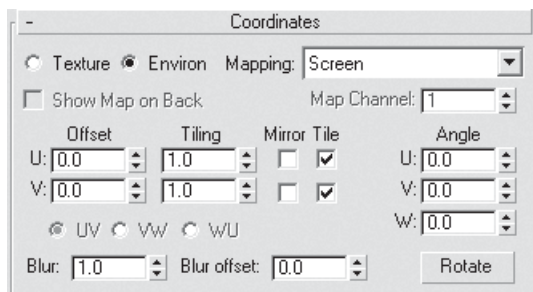 - Coordinates
Texture Environ Mapping: Screen
Show Map on Back Map Channel: 1
Offset Tiling Mirror Tile Angle
U: 0.0 1.0 U: 0.0
V: 0.0 1.0 V: 0.0
UV VW WU W: 0.0
Blur: 1.0 Blur offset: 0.0 Rotate